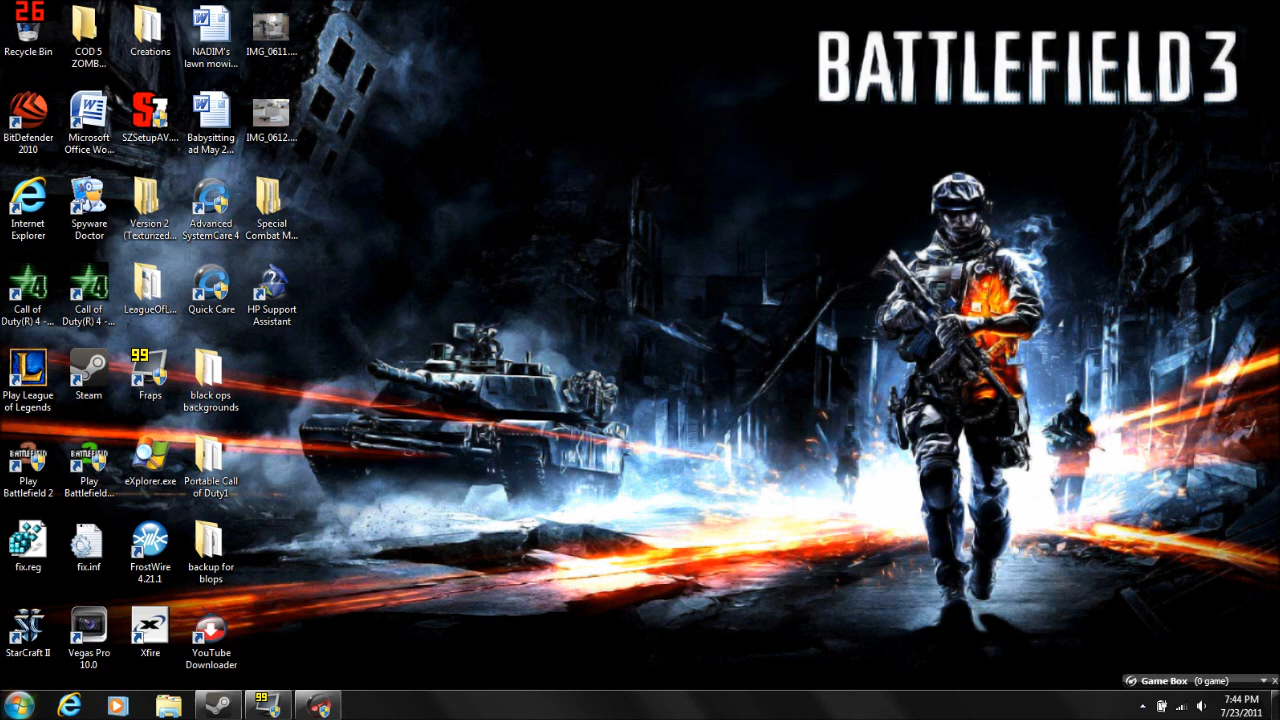 26
Recycle Bin
COD 5
ZOMB...
Creations
NADIM's
lawn mowi...
IMG_0611....
BATTLEFIELD 3
BitDefender
2010
Microsoft
Office Wo...
SZSetupAV....
Babysitting
ad May 2...
IMG_0612....
Internet
Explorer
Spyware
Doctor
Version 2
(Texturized...
Advanced
SystemCare 4
Special
Combat M...
Call of
Duty(R) 4 -...
Call of
Duty(R) 4 -...
LeagueOfL...
Quick Care
HP Support
Assistant
99
Play League
of Legends
Steam
Fraps
black ops
backgrounds
Play
Battlefield 2
Play
Battlefield...
eXplorer.exe
Portable Call
of Duty1
fix.reg
fix.inf
FrostWire
4.21.1
backup for
blops
StarCraft II
Vegas Pro
10.0
Xfire
YouTube
Downloader
Game Box (0 game)
99
7:44 PM
7/23/2011